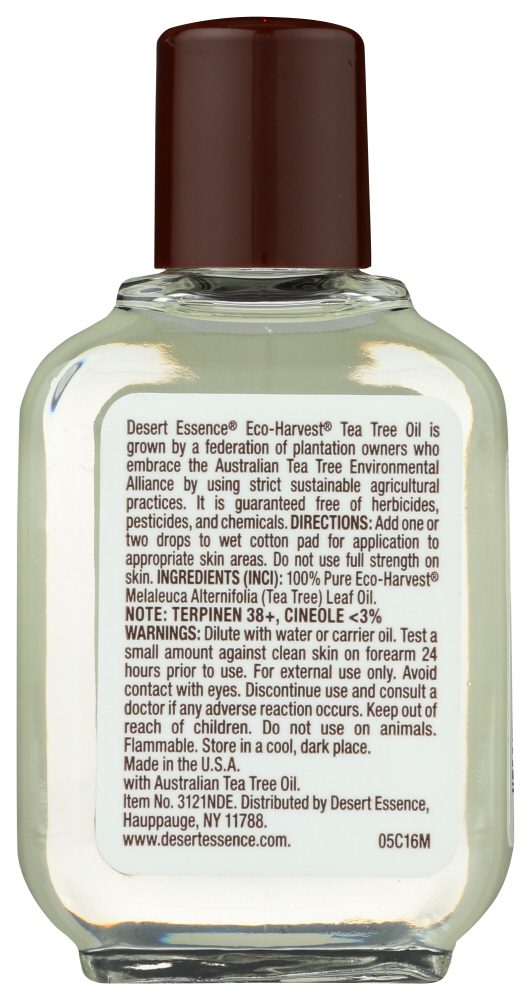 Desert Essence® Eco-Harvest® Tea Tree Oil is
grown by a federation of plantation owners who
embrace the Australian Tea Tree Environmental
Alliance by using strict sustainable agricultural
practices. It is guaranteed free of herbicides,
pesticides, and chemicals. DIRECTIONS: Add one or
two drops to wet cotton pad for application to
appropriate skin areas. Do not use full strength on
skin. INGREDIENTS (INCI): 100% Pure Eco-Harvest®
Melaleuca Alternifolia (Tea Tree) Leaf Oil.
NOTE: TERPINEN 38+, CINEOLE <3%
WARNINGS: Dilute with water or carrier oil. Test a
small amount against clean skin on forearm 24
hours prior to use. For external use only. Avoid
contact with eyes. Discontinue use and consult a
doctor if any adverse reaction occurs. Keep out of
reach of children. Do not use on animals.
Flammable. Store in a cool, dark place.
Made in the U.S.A.
with Australian Tea Tree Oil.
Item No. 3121NDE. Distributed by Desert Essence,
Hauppauge, NY 11788.
www.desertessence.com. 05C16M